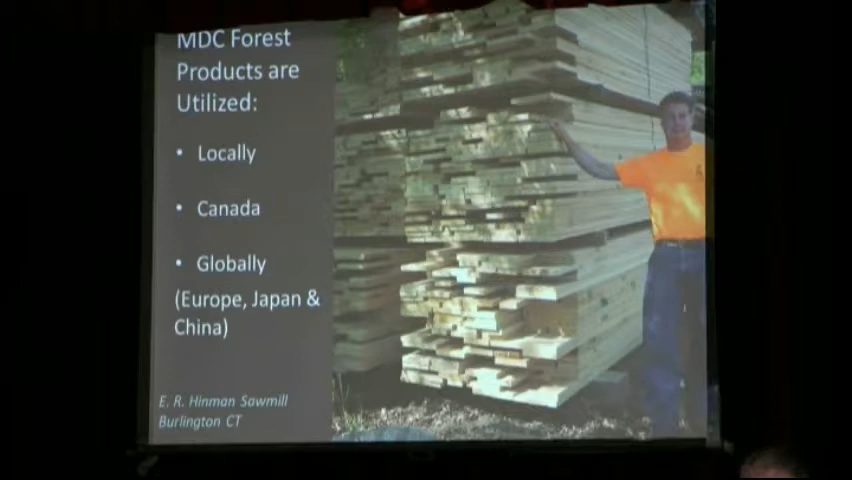 MDC Forest
Products are
Utilized:
• Locally
• Canada
• Globally
(Europe, Japan &
China)
E. R. Hinman Sawmill
Burlington CT